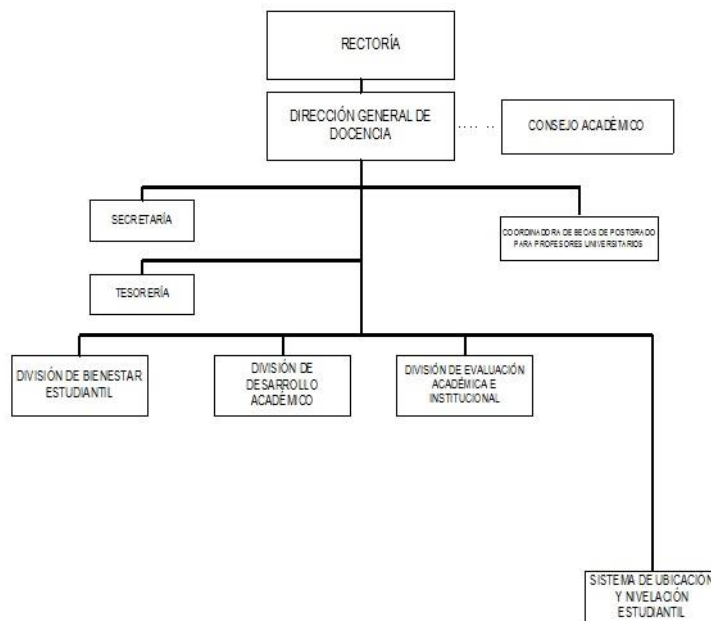 RECTORÍA
DIRECCIÓN GENERAL DE
DOCENCIA
CONSEJO ACADÉMICO
SECRETARÍA
COORDINADORA DE BECAS DE POSTGRADO
PARA PROFESORES UNIVERSITARIOS
TESORERÍA
DIVISIÓN DE BIENESTAR
ESTUDIANTIL
DIVISIÓN DE
DESARROLLO
ACADÉMICO
DIVISIÓN DE EVALUACIÓN
ACADÉMICA E
INSTITUCIONAL
SISTEMA DE UBICACIÓN
Y NIVELACIÓN
ESTUDIANTIL